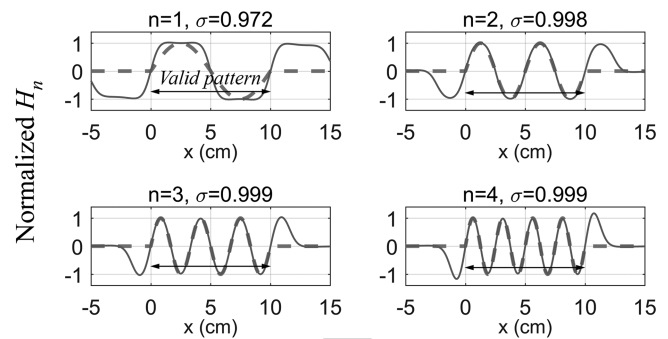 n=1, σ=0.972
n=2, σ=0.998
Normalized Hₙ
1
0
-1
Valid pattern
-5 0 5 10 15
x (cm)
1
0
-1
-5 0 5 10 15
x (cm)
n=3, σ=0.999
n=4, σ=0.999
1
0
-1
-5 0 5 10 15
x (cm)
1
0
-1
-5 0 5 10 15
x (cm)